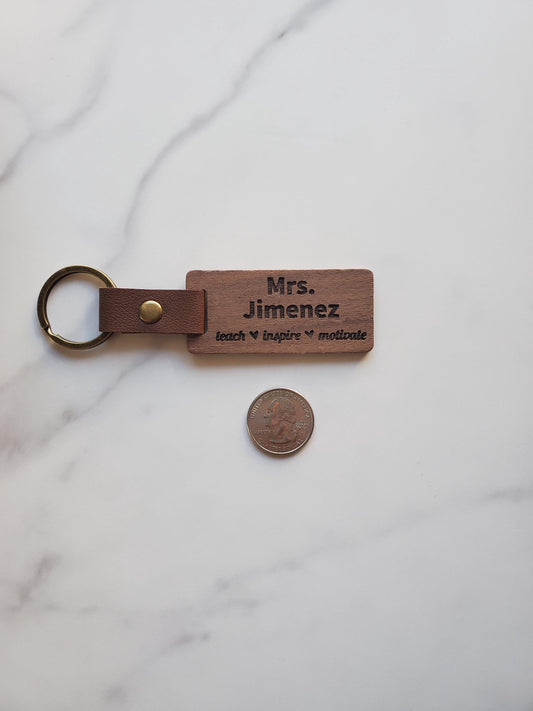 Mrs.
Jimenez
teach ♥ inspire ♥ motivate